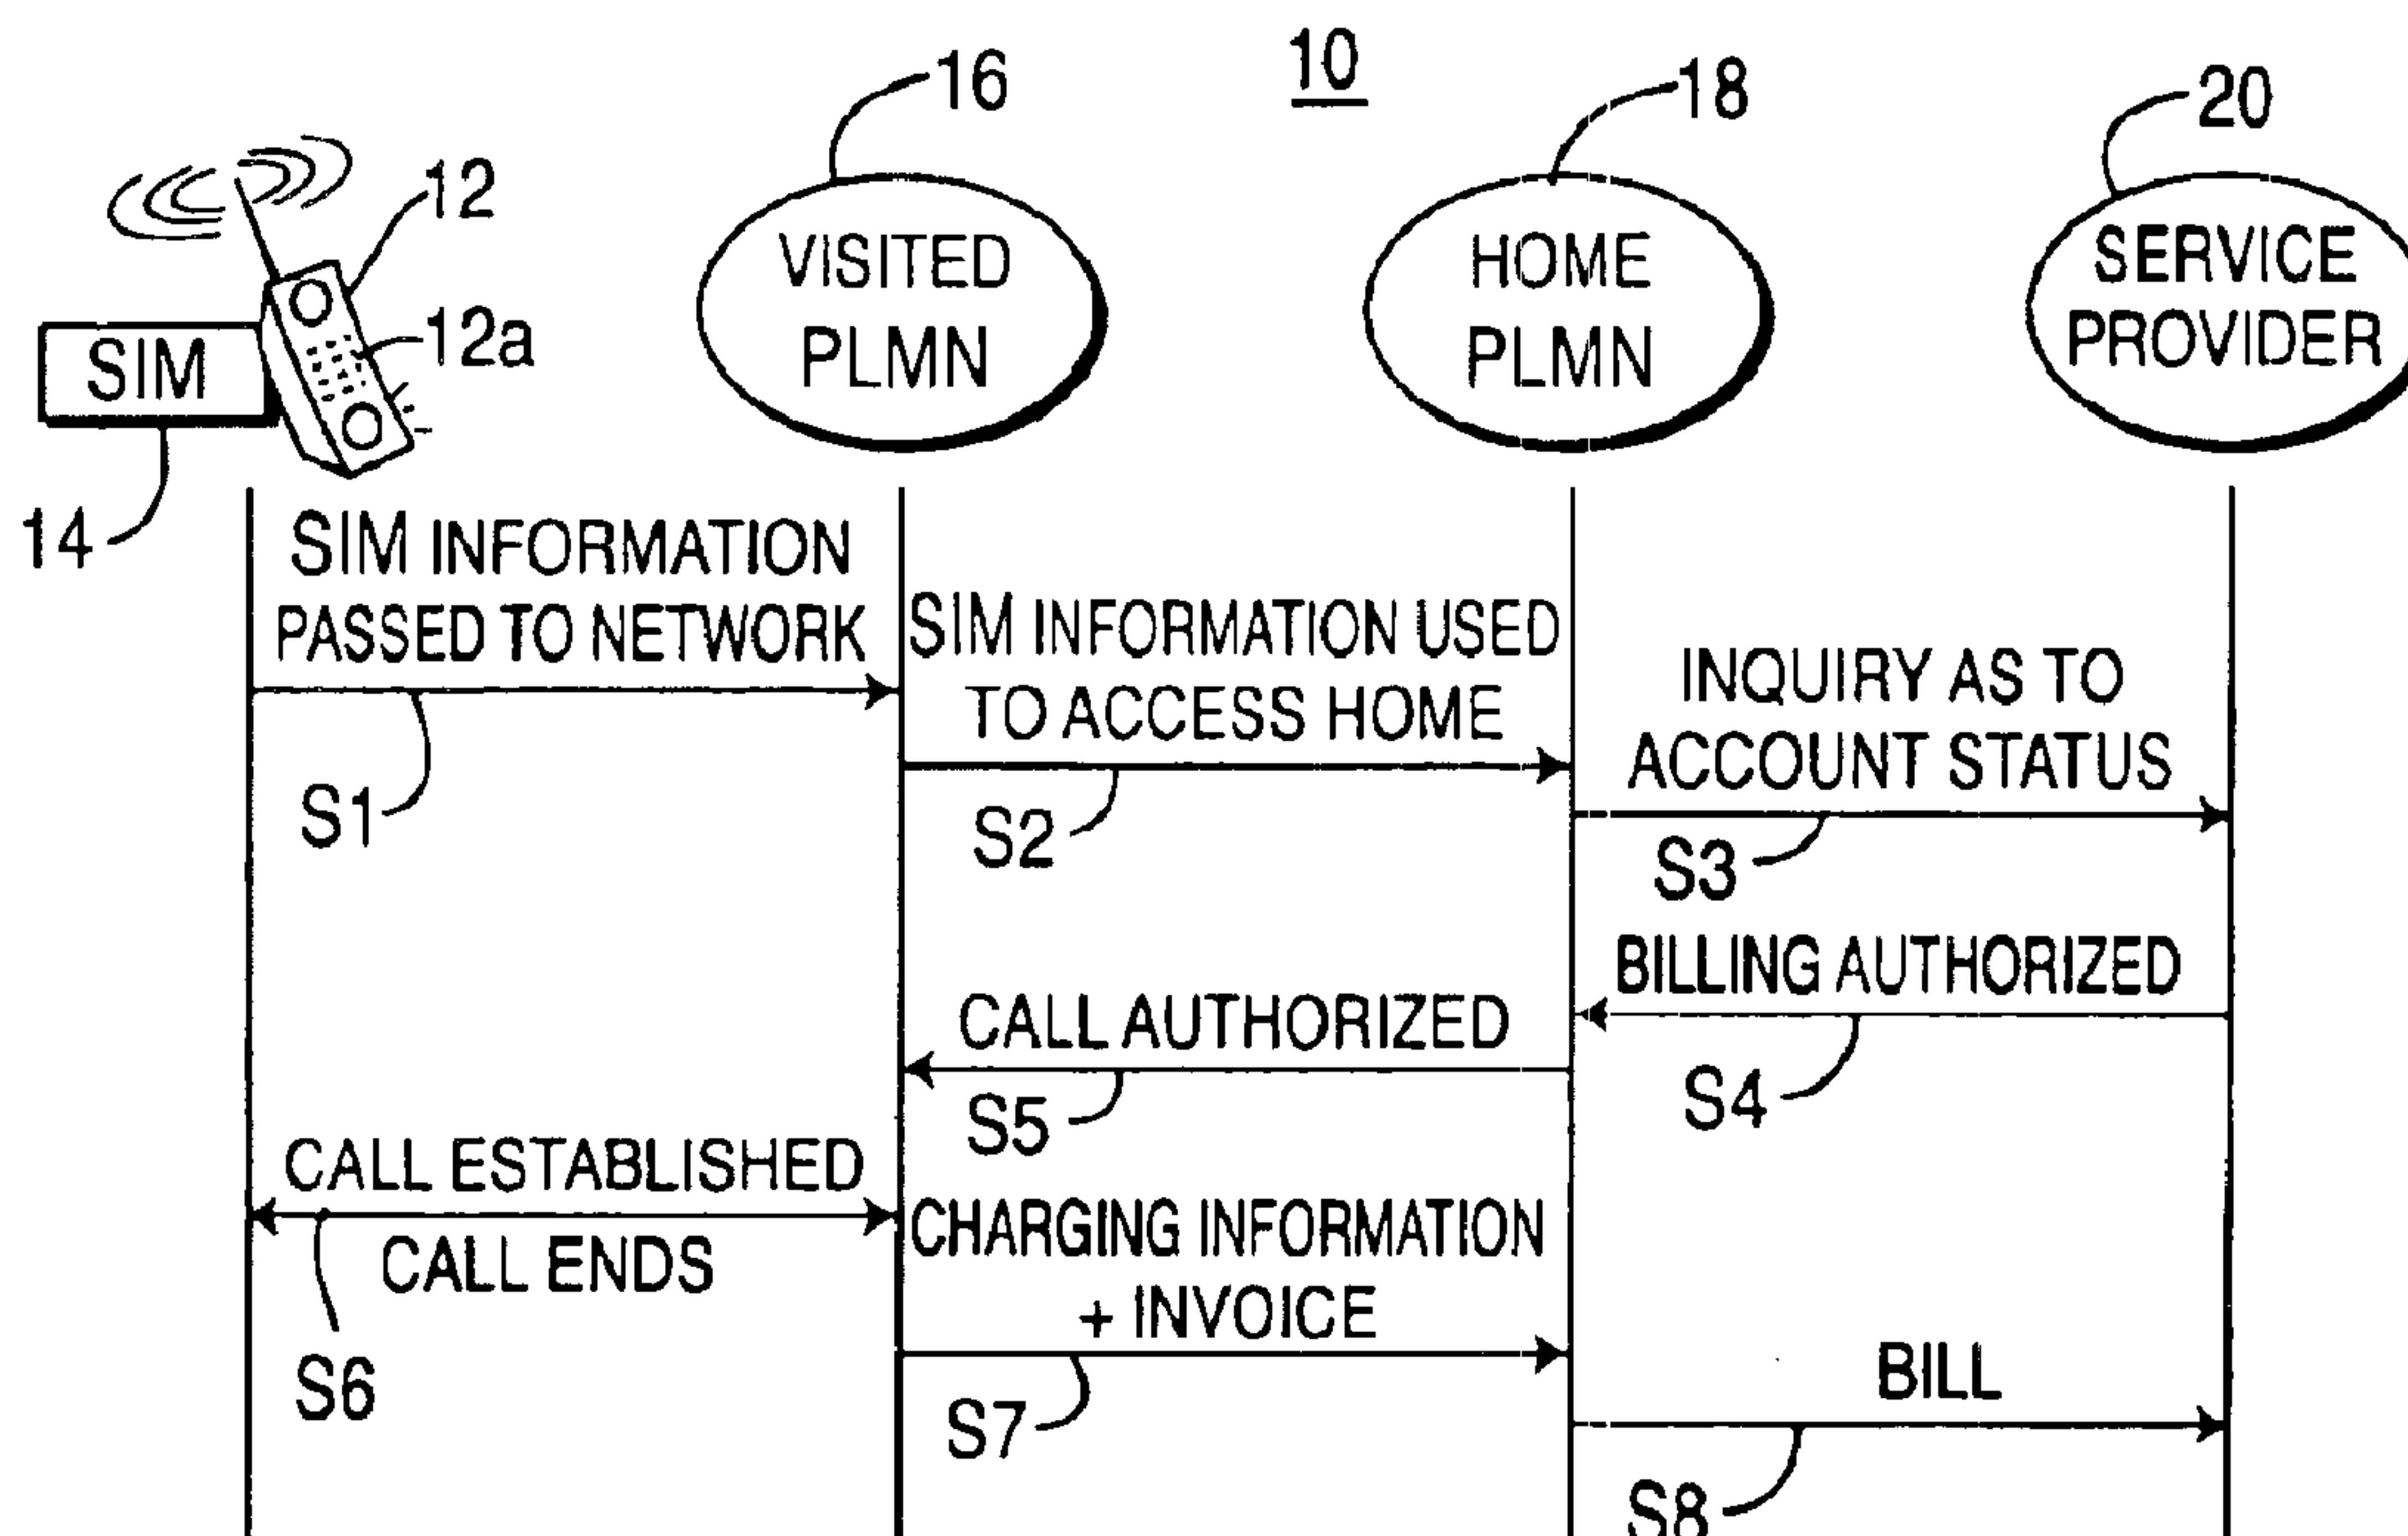 10
16
18
20
12
12a
SIM
14
VISITED
PLMN
HOME
PLMN
SERVICE
PROVIDER
SIM INFORMATION
PASSED TO NETWORK
S1
SIM INFORMATION USED
TO ACCESS HOME
S2
INQUIRY AS TO
ACCOUNT STATUS
S3
BILLING AUTHORIZED
S4
CALL AUTHORIZED
S5
CALL ESTABLISHED
CALL ENDS
S6
CHARGING INFORMATION
+ INVOICE
S7
BILL
S8